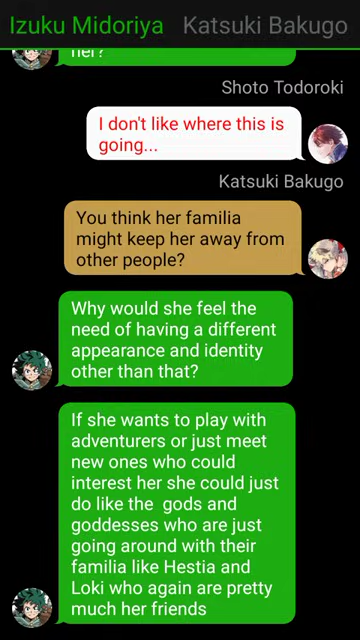 Izuku Midoriya Katsuki Bakugo
her?
Shoto Todoroki
I don't like where this is
going...
Katsuki Bakugo
You think her familia
might keep her away from
other people?
Why would she feel the
need of having a different
appearance and identity
other than that?
If she wants to play with
adventurers or just meet
new ones who could
interest her she could just
do like the  gods and
goddesses who are just
going around with their
familia like Hestia and
Loki who again are pretty
much her friends